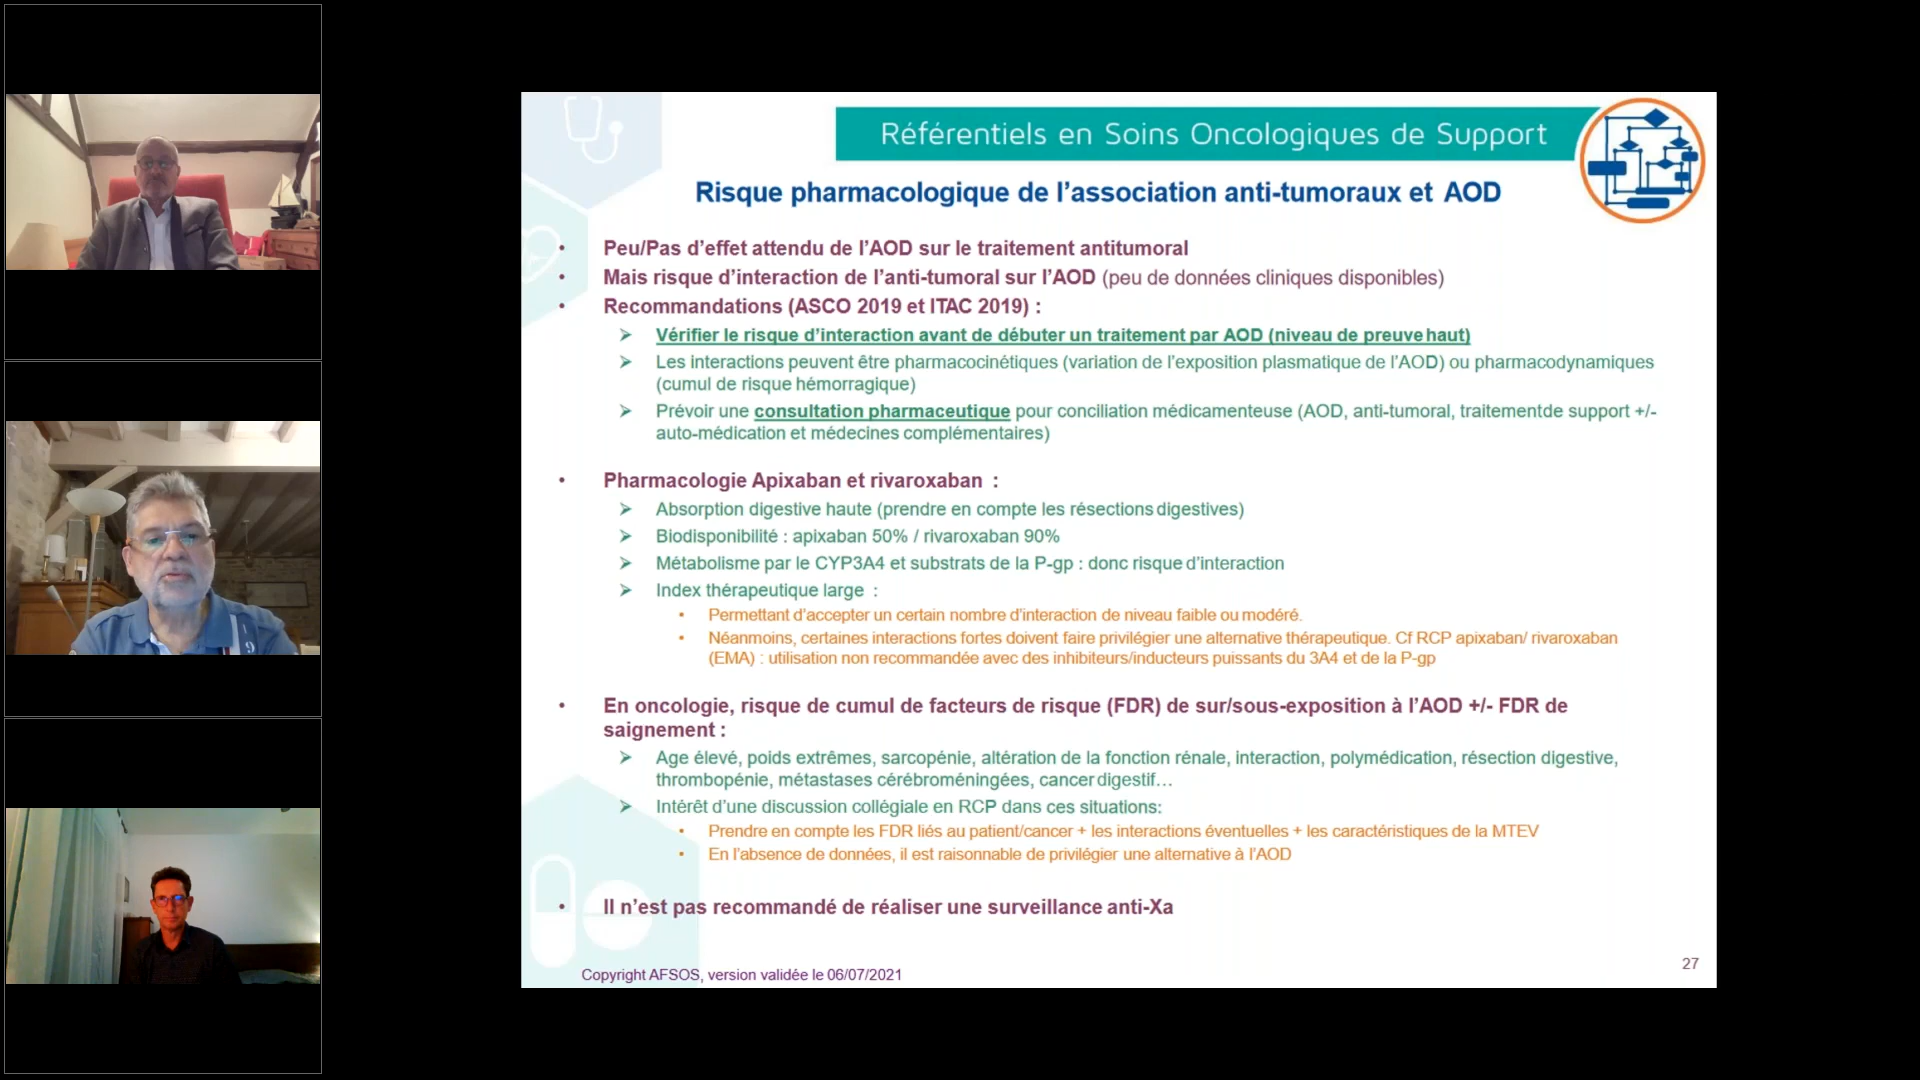 Référentiels en Soins Oncologiques de Support
Risque pharmacologique de l’association anti-tumoraux et AOD
• Peu/Pas d’effet attendu de l’AOD sur le traitement antitumoral
• Mais risque d’interaction de l’anti-tumoral sur l’AOD (peu de données cliniques disponibles)
• Recommandations (ASCO 2019 et ITAC 2019) :
➢ Vérifier le risque d’interaction avant de débuter un traitement par AOD (niveau de preuve haut)
➢ Les interactions peuvent être pharmacocinétiques (variation de l’exposition plasmatique de l’AOD) ou pharmacodynamiques
(cumul de risque hémorragique)
➢ Prévoir une consultation pharmaceutique pour conciliation médicamenteuse (AOD, anti-tumoral, traitementde support +/-
auto-médication et médecines complémentaires)
• Pharmacologie Apixaban et rivaroxaban :
➢ Absorption digestive haute (prendre en compte les résections digestives)
➢ Biodisponibilité : apixaban 50% / rivaroxaban 90%
➢ Métabolisme par le CYP3A4 et substrats de la P-gp : donc risque d’interaction
➢ Index thérapeutique large :
• Permettant d’accepter un certain nombre d’interaction de niveau faible ou modéré.
• Néanmoins, certaines interactions fortes doivent faire privilégier une alternative thérapeutique. Cf RCP apixaban/ rivaroxaban
(EMA) : utilisation non recommandée avec des inhibiteurs/inducteurs puissants du 3A4 et de la P-gp
• En oncologie, risque de cumul de facteurs de risque (FDR) de sur/sous-exposition à l’AOD +/- FDR de
saignement :
➢ Age élevé, poids extrêmes, sarcopénie, altération de la fonction rénale, interaction, polymédication, résection digestive,
thrombopénie, métastases cérébroméningées, cancer digestif…
➢ Intérêt d’une discussion collégiale en RCP dans ces situations:
• Prendre en compte les FDR liés au patient/cancer + les interactions éventuelles + les caractéristiques de la MTEV
• En l’absence de données, il est raisonnable de privilégier une alternative à l’AOD
• Il n’est pas recommandé de réaliser une surveillance anti-Xa
Copyright AFSOS, version validée le 06/07/2021
27